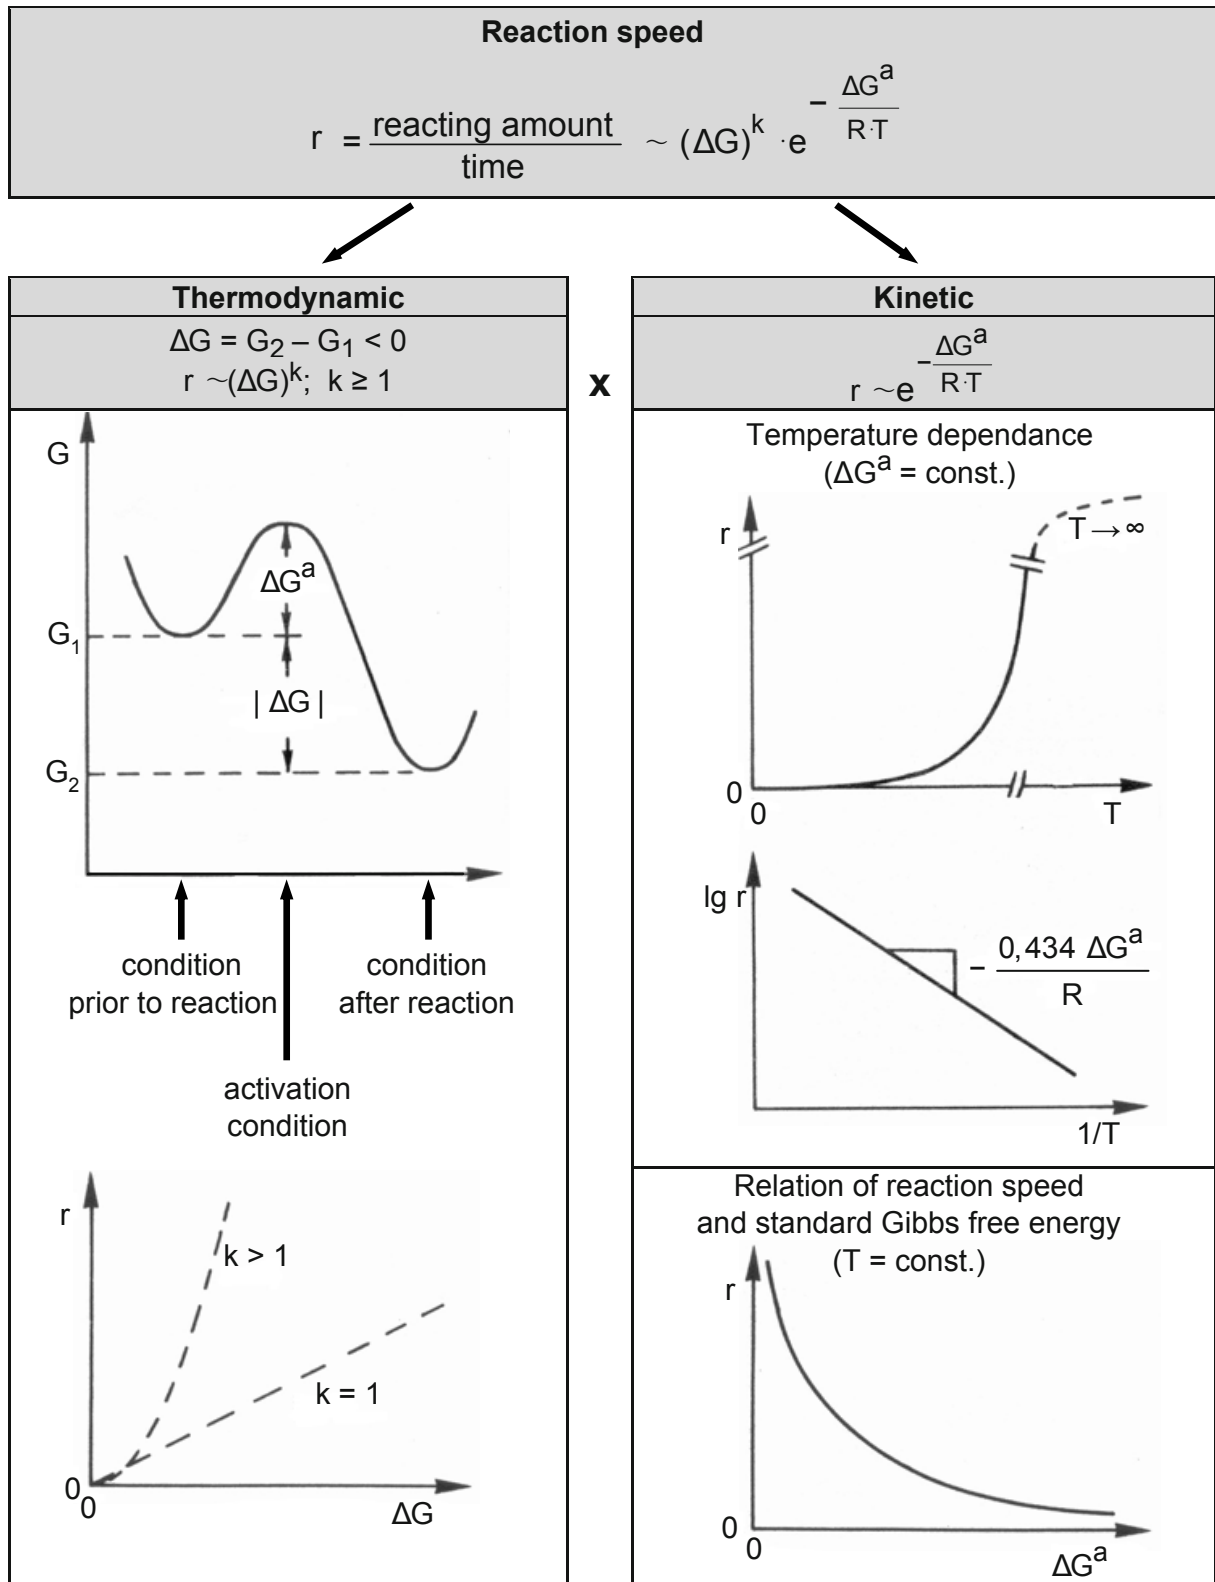 Reaction speed
r = reacting amount / time ~ (ΔG)^k · e^(– ΔG^a / R·T)
Thermodynamic
ΔG = G₂ – G₁ < 0
r ~(ΔG)^k; k ≥ 1
G
ΔG^a
G₁
| ΔG |
G₂
condition
prior to reaction
condition
after reaction
activation
condition
r
k > 1
k = 1
0
0
ΔG
x
Kinetic
r ~e^(– ΔG^a / R·T)
Temperature dependance
(ΔG^a = const.)
r
T → ∞
0
0
T
lg r
– 0,434 ΔG^a / R
1/T
Relation of reaction speed
and standard Gibbs free energy
(T = const.)
r
0
0
ΔG^a